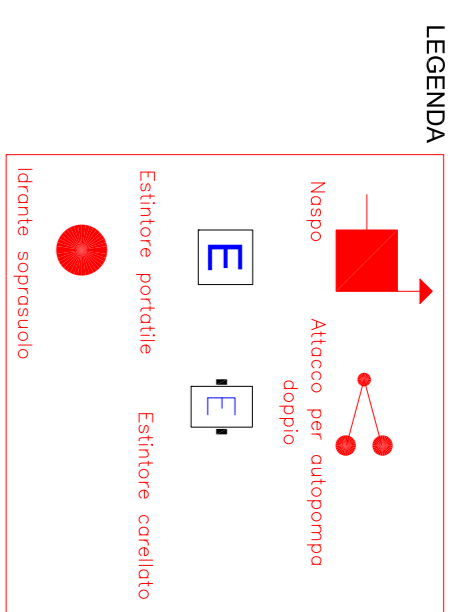 LEGENDA
Naspo
Attacco per autopompa
doppio
E
E
Estintore portatile
Estintore carellato
Idrante soprasuolo